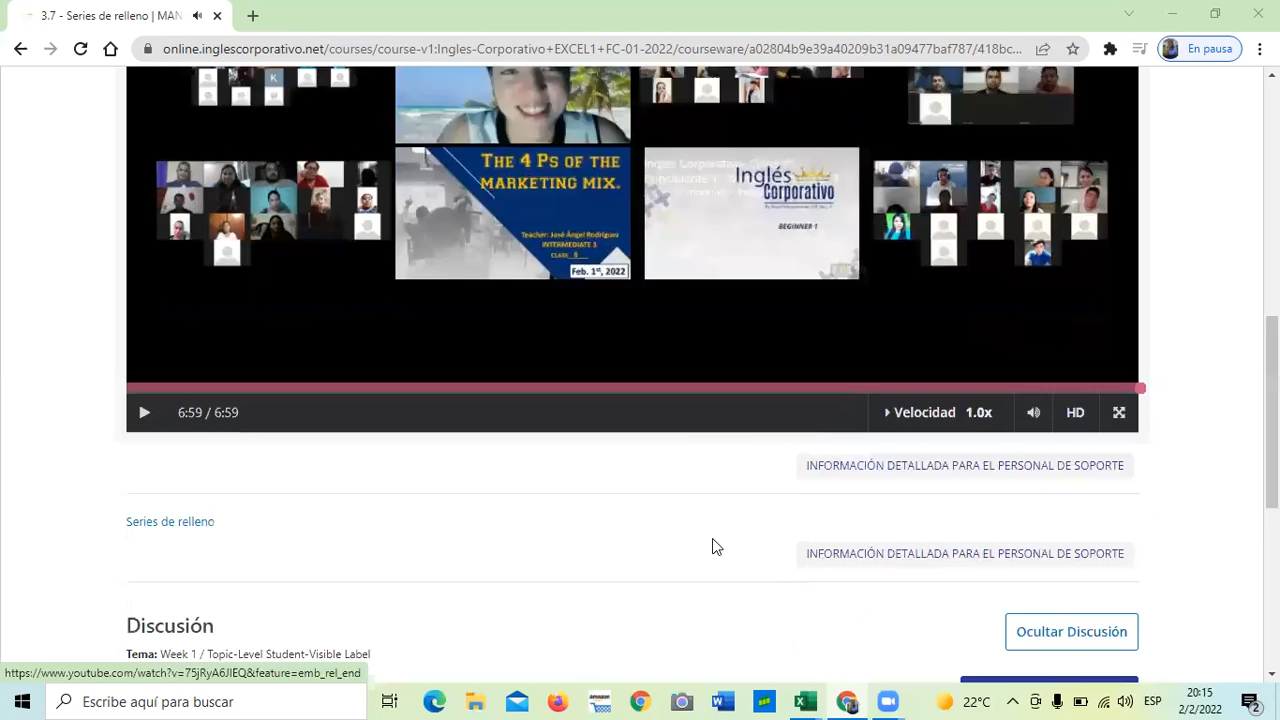 3.7 - Series de relleno | MAN
online.inglescorporativo.net/courses/course-v1:Ingles-Corporativo+EXCEL1+FC-01-2022/courseware/02804b9e39a40209b31a09477baf787/418bc...
En pausa
K
THE 4 PS OF THE
MARKETING MIX.
Teacher: José Ángel Rodríguez
INTERMEDIATE 3
CLASS 8
Feb. 1st, 2022
Inglés
Corporativo
BEGINNER 1
6:59 / 6:59
Velocidad 1.0x
HD
INFORMACIÓN DETALLADA PARA EL PERSONAL DE SOPORTE
Series de relleno
INFORMACIÓN DETALLADA PARA EL PERSONAL DE SOPORTE
Discusión
Ocultar Discusión
Tema: Week 1 / Topic-Level Student-Visible Label
https://www.youtube.com/watch?v=75jRyA6JIEQ&feature=emb_rel_end
Escribe aquí para buscar
amazon
22°C
ESP
20:15
2/2/2022
2